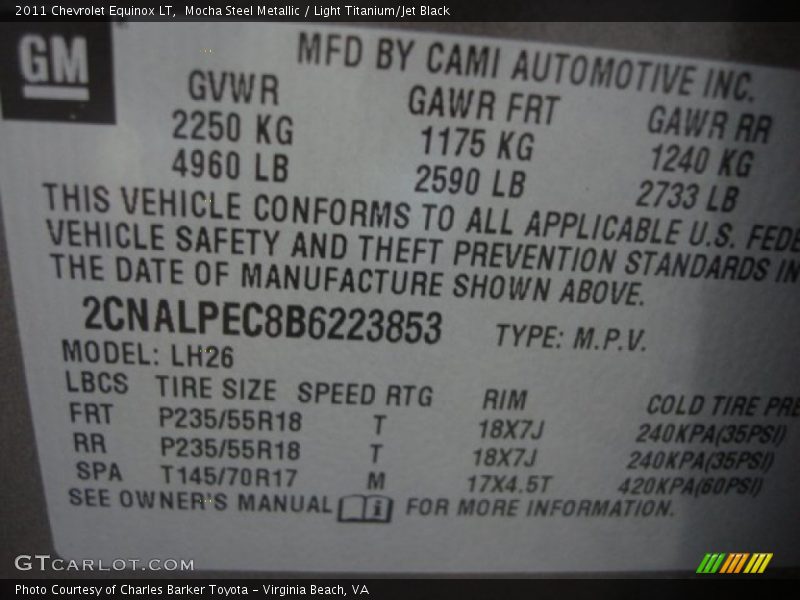 2011 Chevrolet Equinox LT,  Mocha Steel Metallic / Light Titanium/Jet Black
GM
MFD BY CAMI AUTOMOTIVE INC.
GVWR GAWR FRT GAWR RR
2250 KG 1175 KG 1240 KG
4960 LB 2590 LB 2733 LB
THIS VEHICLE CONFORMS TO ALL APPLICABLE U.S. FEDE
VEHICLE SAFETY AND THEFT PREVENTION STANDARDS IN
THE DATE OF MANUFACTURE SHOWN ABOVE.
2CNALPEC8B6223853 TYPE: M.P.V.
MODEL: LH26
LBCS TIRE SIZE SPEED RTG RIM COLD TIRE PRE
FRT P235/55R18 T 18X7J 240KPA(35PSI)
RR P235/55R18 T 18X7J 240KPA(35PSI)
SPA T145/70R17 M 17X4.5T 420KPA(60PSI)
SEE OWNER'S MANUAL i FOR MORE INFORMATION.
GTCARLOT.COM
Photo Courtesy of Charles Barker Toyota - Virginia Beach, VA